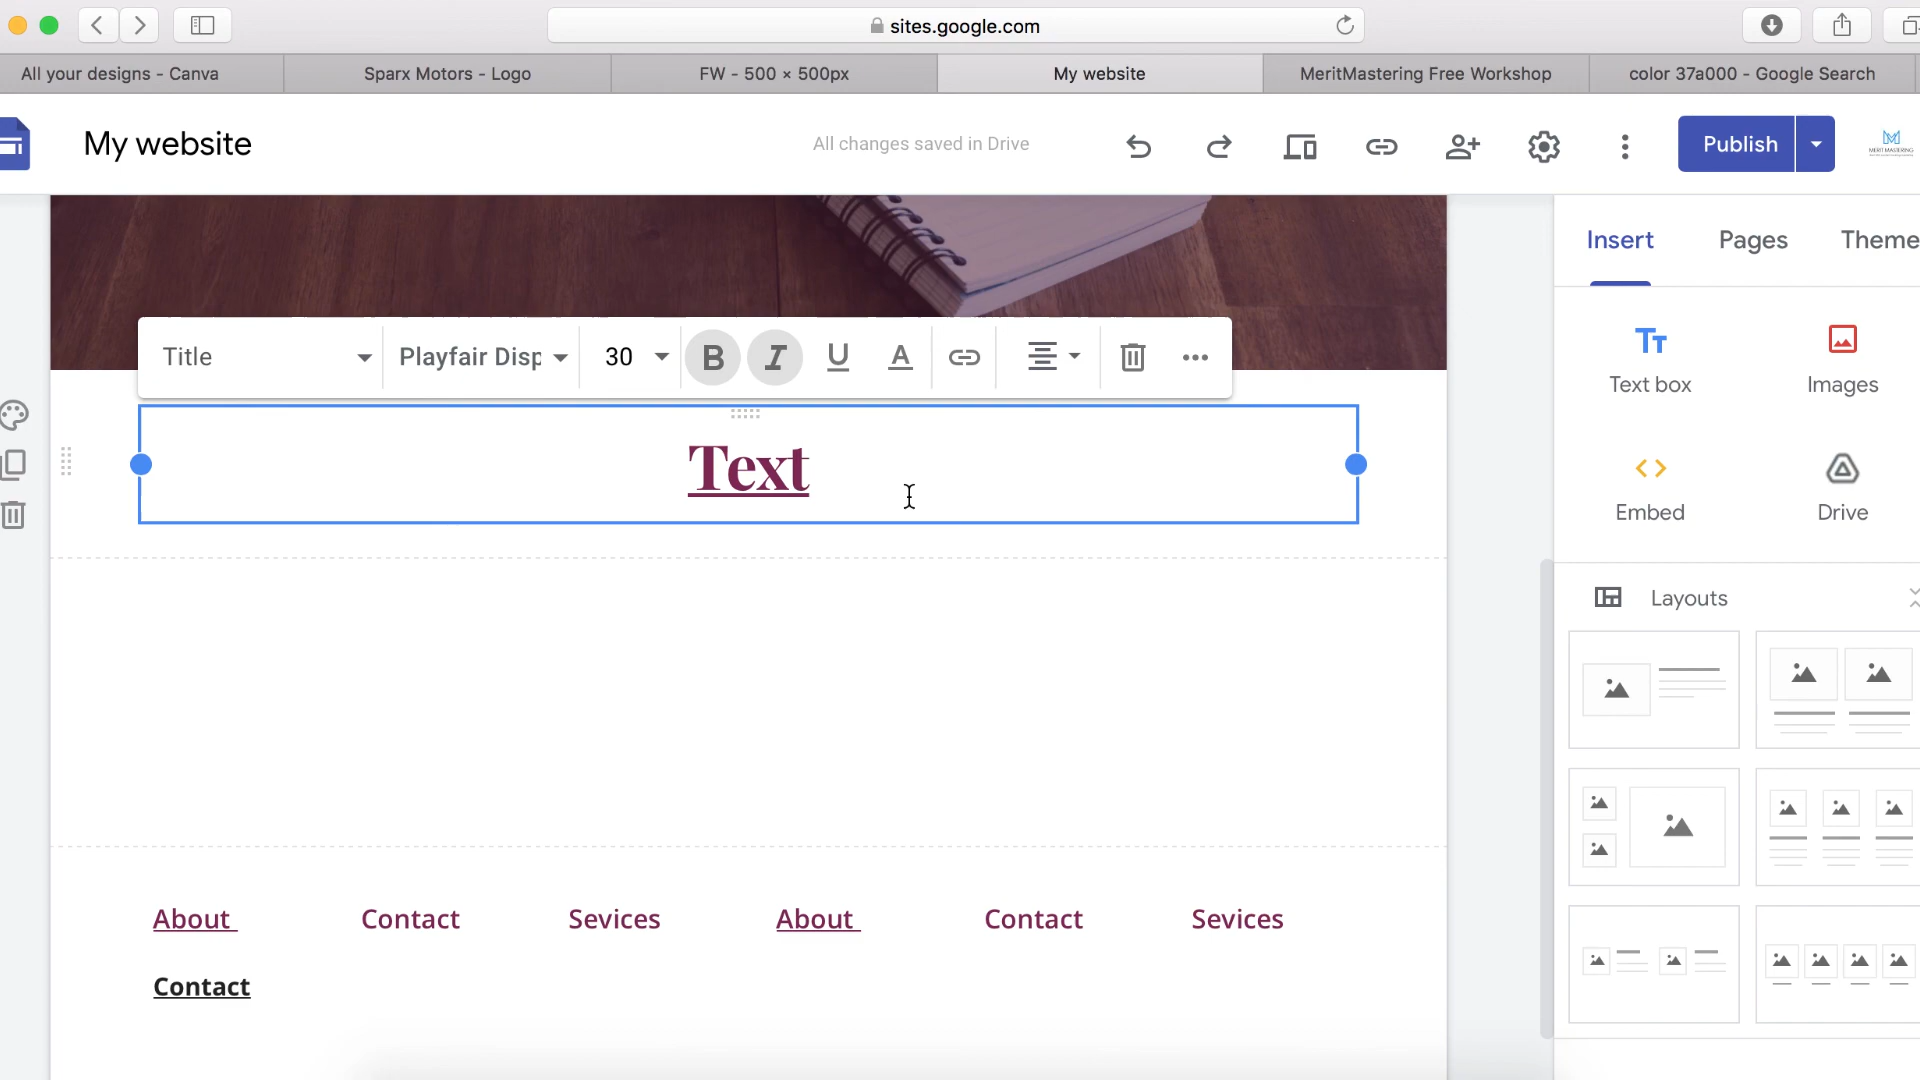 sites.google.com
All your designs - Canva
Sparx Motors - Logo
FW - 500 × 500px
My website
MeritMastering Free Workshop
color 37a000 - Google Search
My website
All changes saved in Drive
Publish
MERIT MASTERING
Insert
Pages
Theme
Title
Playfair Disp
30
B
I
U
A
Text box
Images
Text
Embed
Drive
Layouts
About
Contact
Sevices
About
Contact
Sevices
Contact